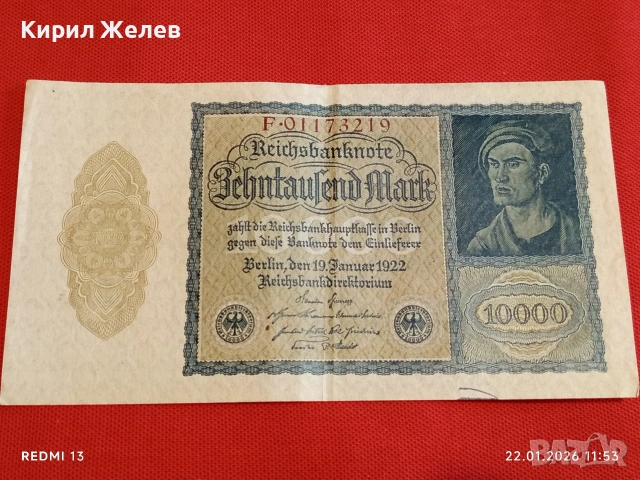 Кирил Желев
F·01173219
Reichsbanknote
Zehntausend Mark
zahlt die Reichsbankhauptkasse in Berlin
gegen diese Banknote dem Einlieferer
Berlin, den 19. Januar 1922
Reichsbankdirektorium
10000
REDMI 13
22.01.2026 11:53
BAZAR